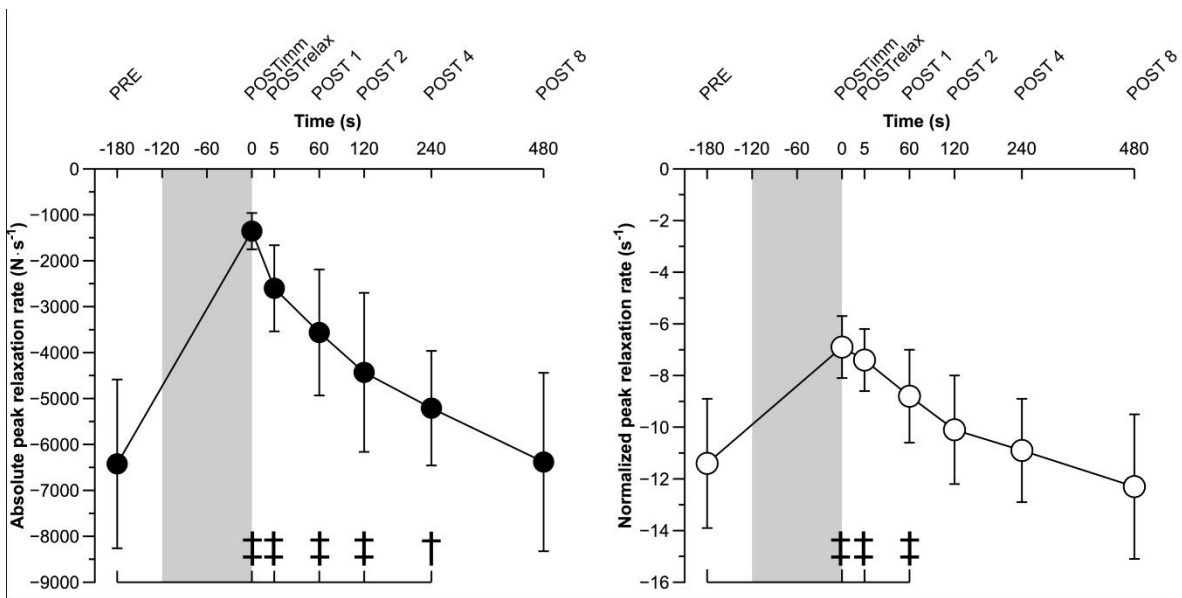 PRE POSTimm POSTrelax POST 1 POST 2 POST 4 POST 8
Time (s)
-180 -120 -60 0 5 60 120 240 480
Absolute peak relaxation rate (N·s⁻¹)
0
−1000
−2000
−3000
−4000
−5000
−6000
−7000
−8000
−9000
‡ ‡ ‡ ‡ †
PRE POSTimm POSTrelax POST 1 POST 2 POST 4 POST 8
Time (s)
-180 -120 -60 0 5 60 120 240 480
Normalized peak relaxation rate (s⁻¹)
0
−2
−4
−6
−8
−10
−12
−14
−16
‡ ‡ ‡